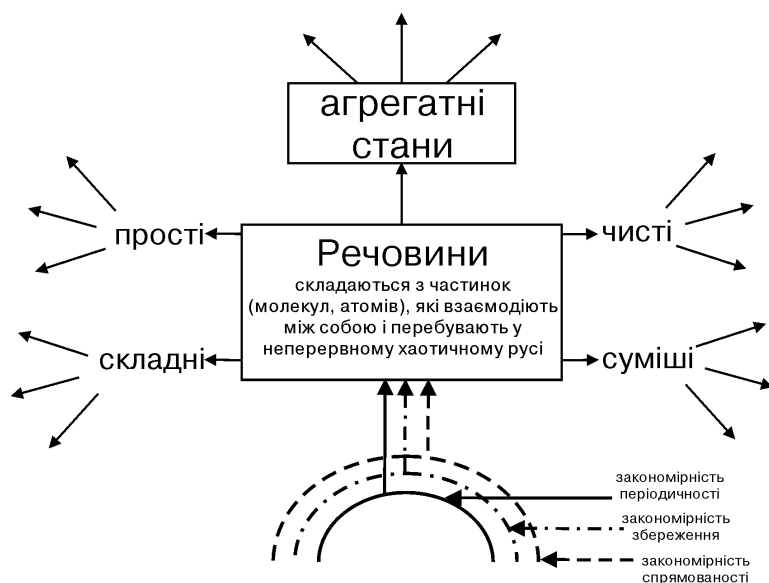 агрегатні
стани
прості
Речовини
складаються з частинок
(молекул, атомів), які взаємодіють
між собою і перебувають у
неперервному хаотичному русі
чисті
складні
суміші
закономірність
періодичності
закономірність
збереження
закономірність
спрямованості